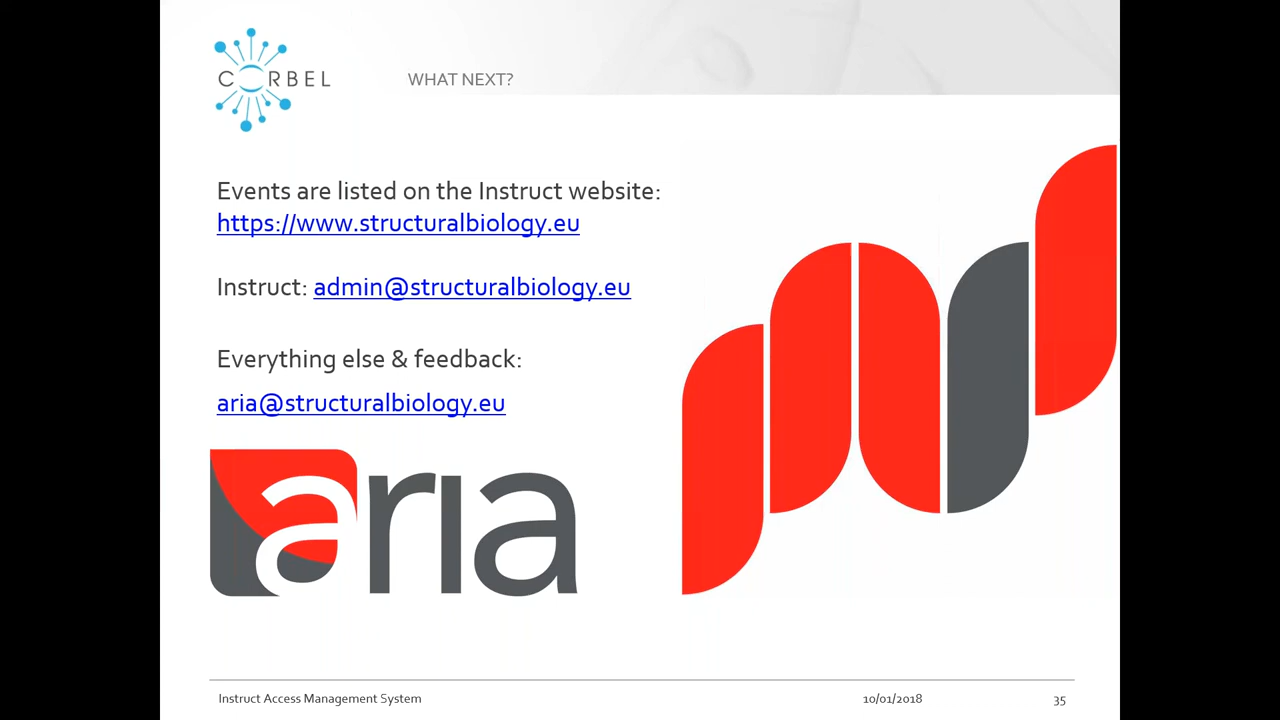 CORBEL
WHAT NEXT?
Events are listed on the Instruct website:
https://www.structuralbiology.eu
Instruct: admin@structuralbiology.eu
Everything else & feedback:
aria@structuralbiology.eu
aria
Instruct Access Management System
10/01/2018
35